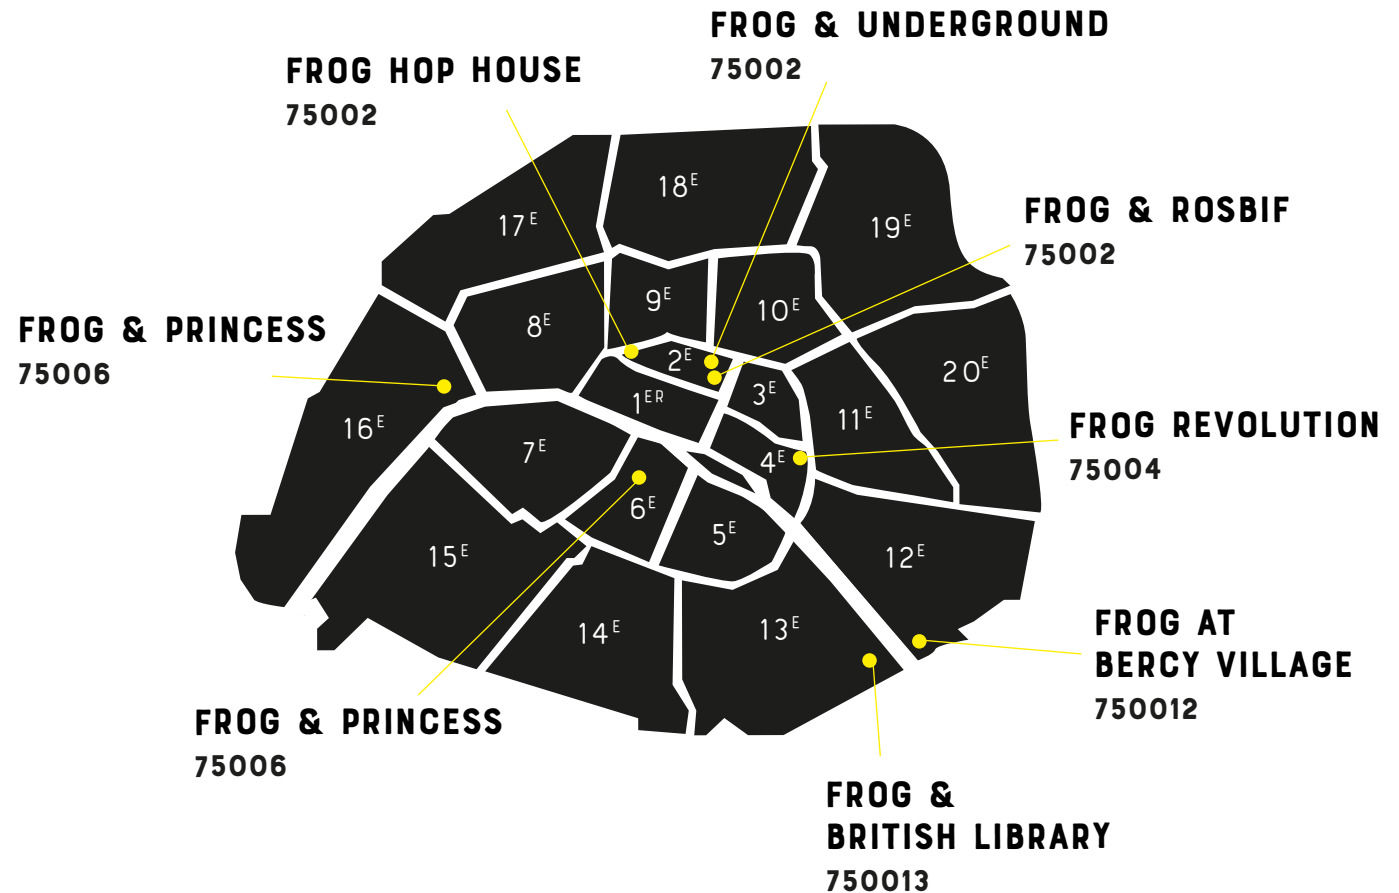 FROG & UNDERGROUND
75002
FROG HOP HOUSE
75002
18E
17E
19E
FROG & ROSBIF
75002
9E
10E
8E
FROG & PRINCESS
75006
2E
20E
3E
1ER
16E
11E
FROG REVOLUTION
75004
7E
4E
6E
5E
15E
12E
14E
13E
FROG AT
BERCY VILLAGE
750012
FROG & PRINCESS
75006
FROG &
BRITISH LIBRARY
750013